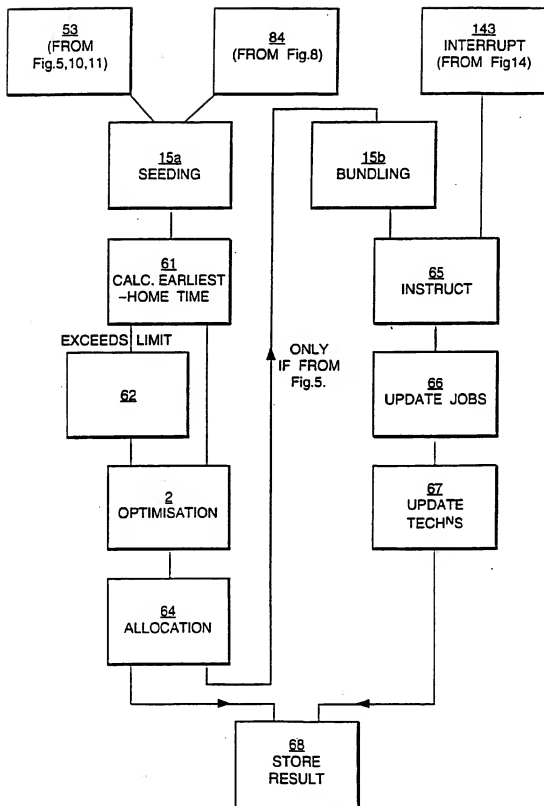 53
(FROM
Fig.5,10,11)
84
(FROM Fig.8)
143
INTERRUPT
(FROM Fig14)
15a
SEEDING
15b
BUNDLING
61
CALC. EARLIEST
-HOME TIME
65
INSTRUCT
EXCEEDS LIMIT
62
ONLY
IF FROM
Fig.5.
66
UPDATE JOBS
2
OPTIMISATION
67
UPDATE
TECHNS
64
ALLOCATION
68
STORE
RESULT